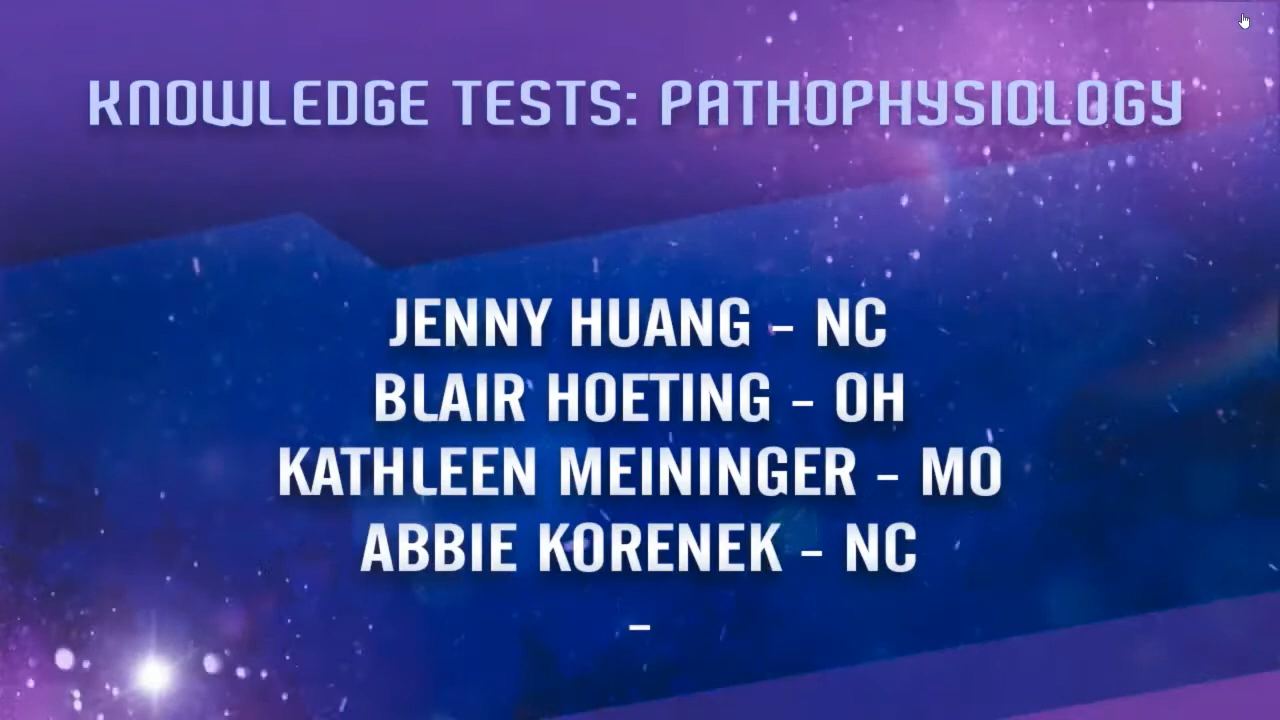 KNOWLEDGE TESTS: PATHOPHYSIOLOGY
JENNY HUANG – NC
BLAIR HOETING – OH
KATHLEEN MEININGER – MO
ABBIE KORENEK – NC
–